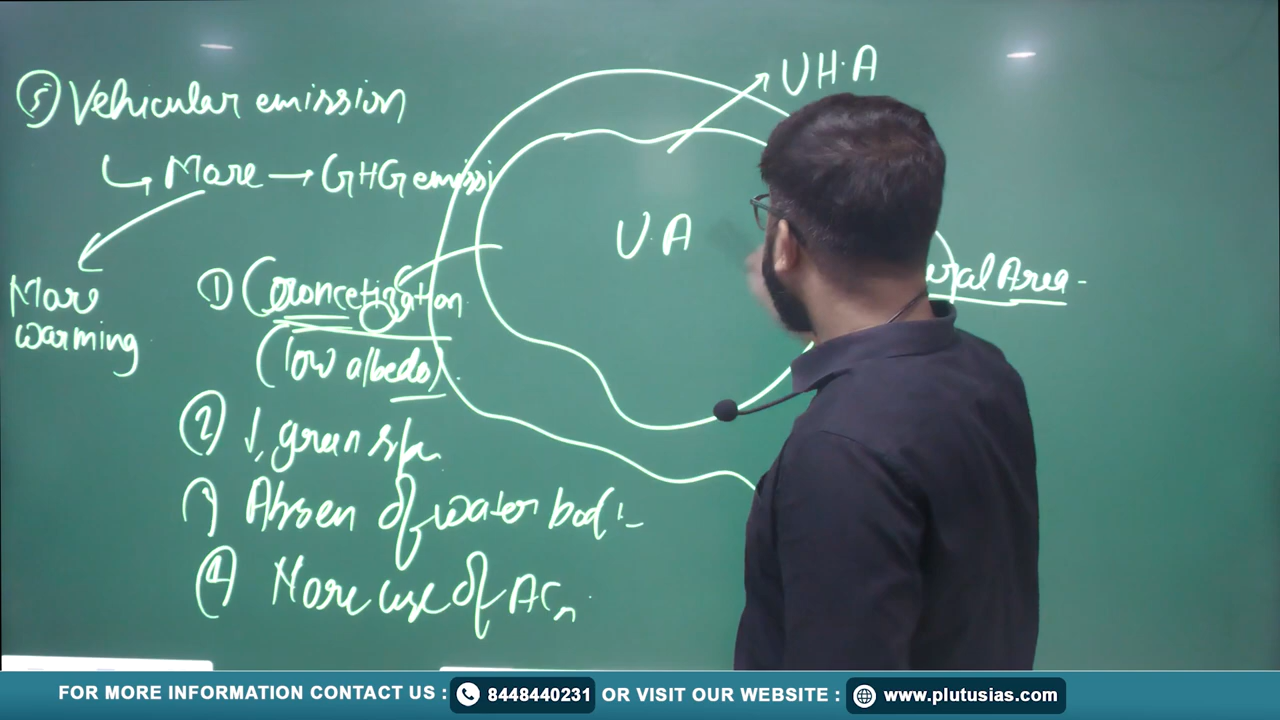 ⑤ Vehicular emission
↳ More → GHG emissi
More
warming
① Concretization
(low albedo)
② ↓ green spa
3) Absen of water bod
④ More use of ACs
UH.A
U.A
ral Area
FOR MORE INFORMATION CONTACT US : 8448440231 OR VISIT OUR WEBSITE : www.plutusias.com